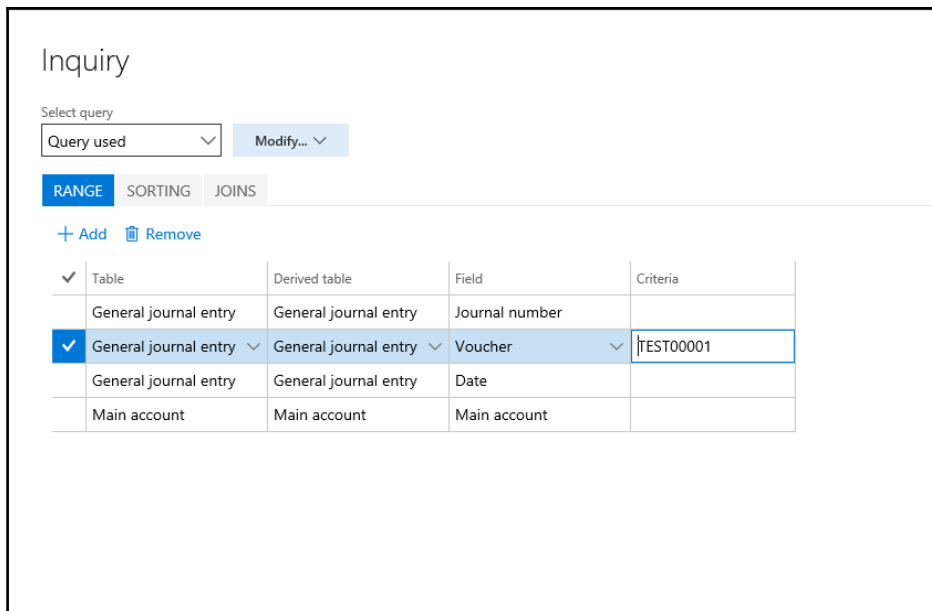 Inquiry
Select query
Query used Modify...
RANGE SORTING JOINS
Add Remove
Table Derived table Field Criteria
General journal entry General journal entry Journal number
General journal entry General journal entry Voucher TEST00001
General journal entry General journal entry Date
Main account Main account Main account